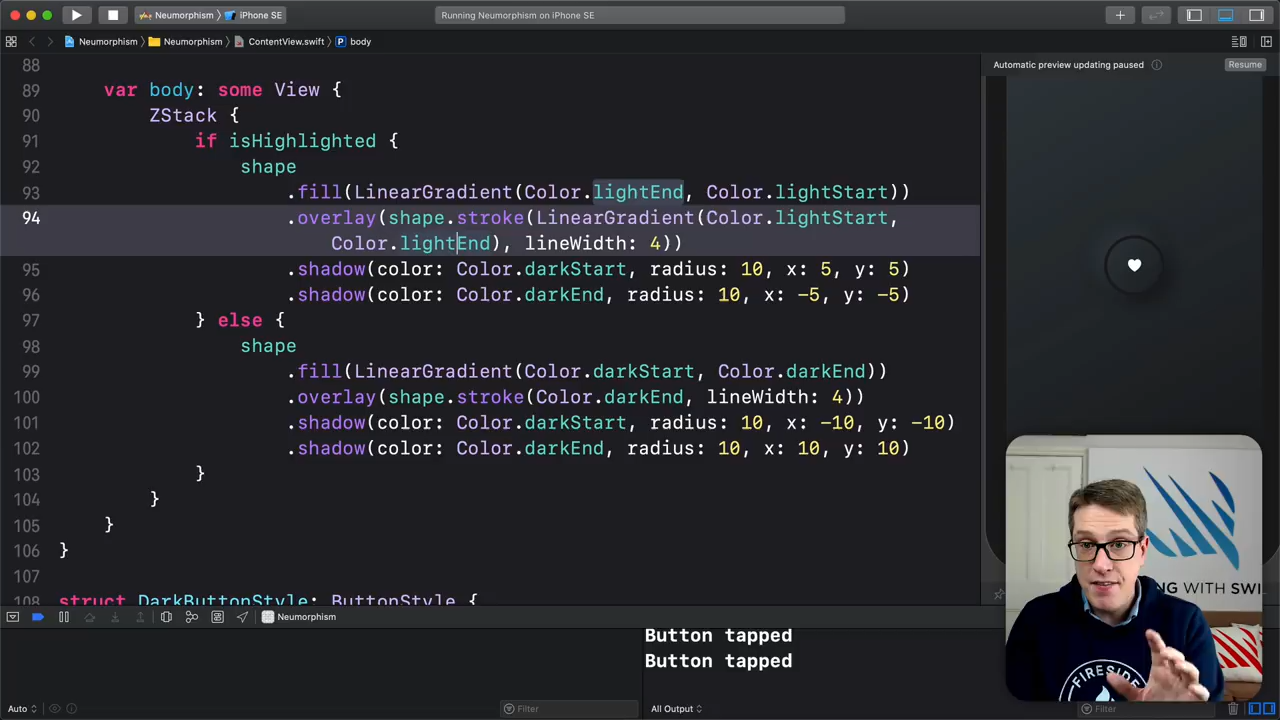 Neumorphism 〉 iPhone SE
Running Neumorphism on iPhone SE
Neumorphism 〉 Neumorphism 〉 ContentView.swift 〉 P body
Automatic preview updating paused
Resume
88
89 var body: some View {
90 ZStack {
91 if isHighlighted {
92 shape
93 .fill(LinearGradient(Color.lightEnd, Color.lightStart))
94 .overlay(shape.stroke(LinearGradient(Color.lightStart,
Color.lightEnd), lineWidth: 4))
95 .shadow(color: Color.darkStart, radius: 10, x: 5, y: 5)
96 .shadow(color: Color.darkEnd, radius: 10, x: -5, y: -5)
97 } else {
98 shape
99 .fill(LinearGradient(Color.darkStart, Color.darkEnd))
100 .overlay(shape.stroke(Color.darkEnd, lineWidth: 4))
101 .shadow(color: Color.darkStart, radius: 10, x: -10, y: -10)
102 .shadow(color: Color.darkEnd, radius: 10, x: 10, y: 10)
103 }
104 }
105 }
106 }
107
108 struct DarkButtonStyle: ButtonStyle {
Neumorphism
Button tapped
Button tapped
Auto
Filter
All Output
Filter
WITH SWI
FIRESIDE